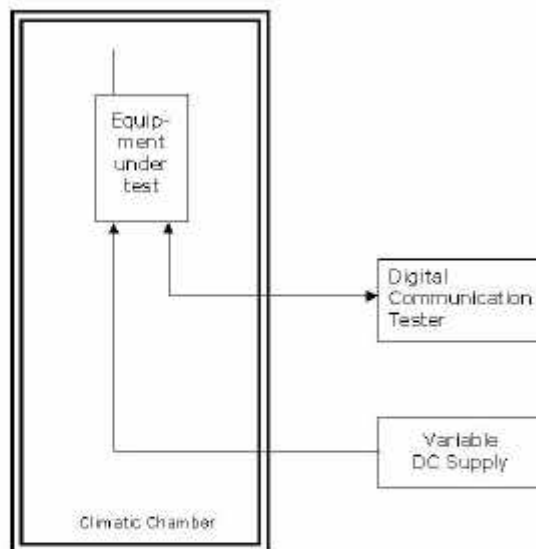 Equip-
ment
under
test
Digital
Communication
Tester
Variable
DC Supply
Climatic Chamber